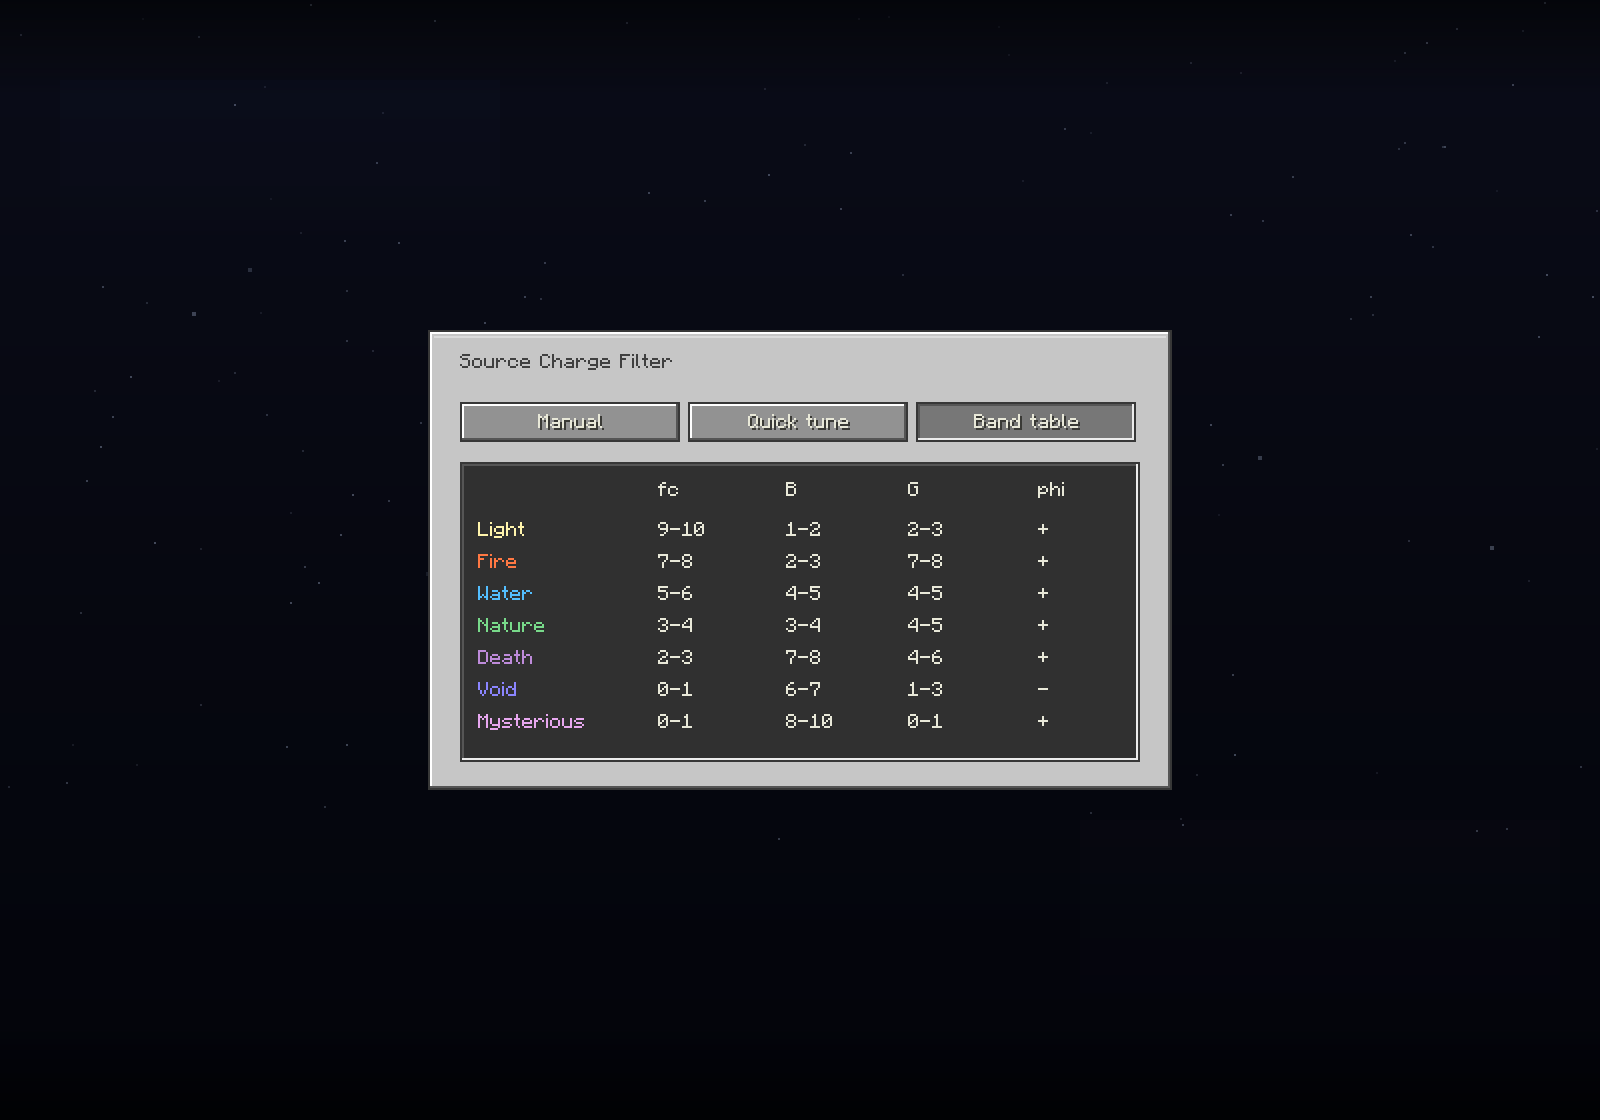 Source Charge Filter
Manual Quick tune Band table
fc B G phi
Light 9-10 1-2 2-3 +
Fire 7-8 2-3 7-8 +
Water 5-6 4-5 4-5 +
Nature 3-4 3-4 4-5 +
Death 2-3 7-8 4-6 +
Void 0-1 6-7 1-3 -
Mysterious 0-1 8-10 0-1 +